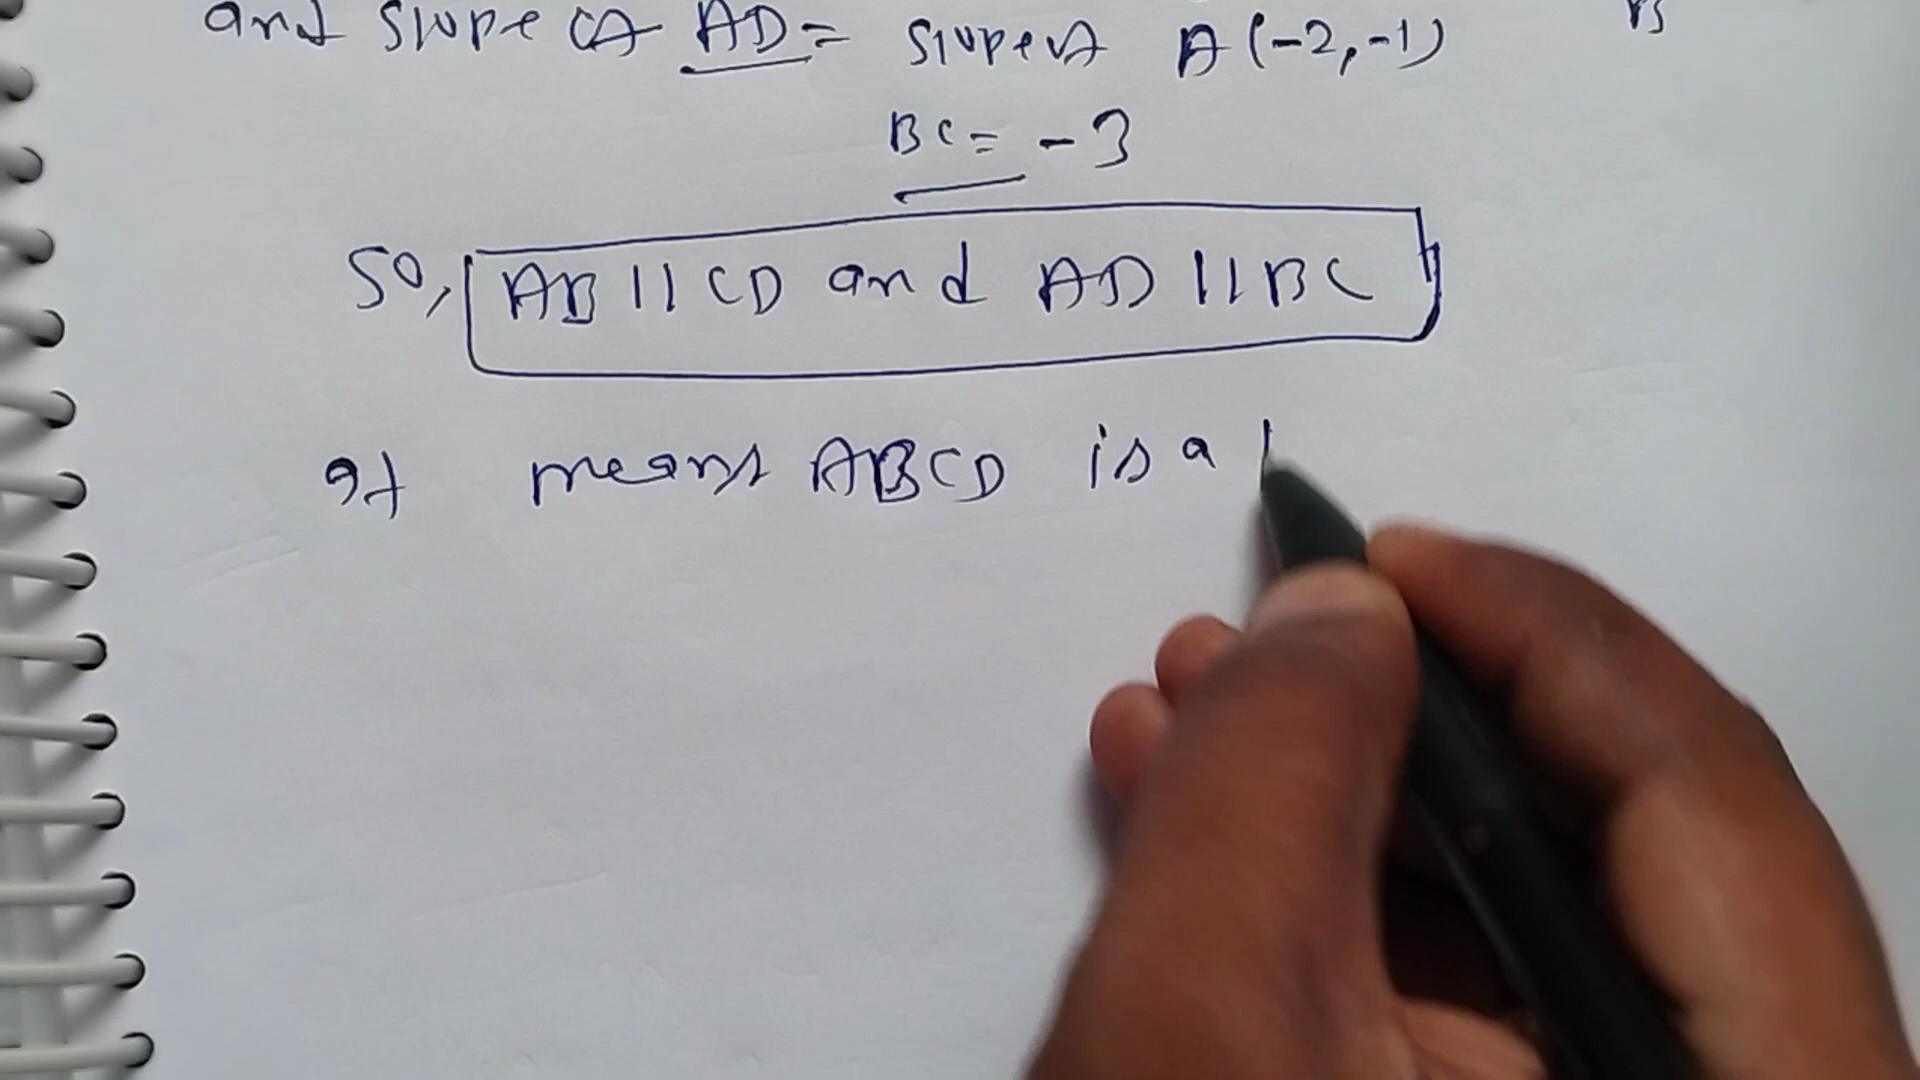 and slope of AD = slope of A(-2,-1)
BC = -3
So, AB || CD and AD || BC
It means ABCD is a